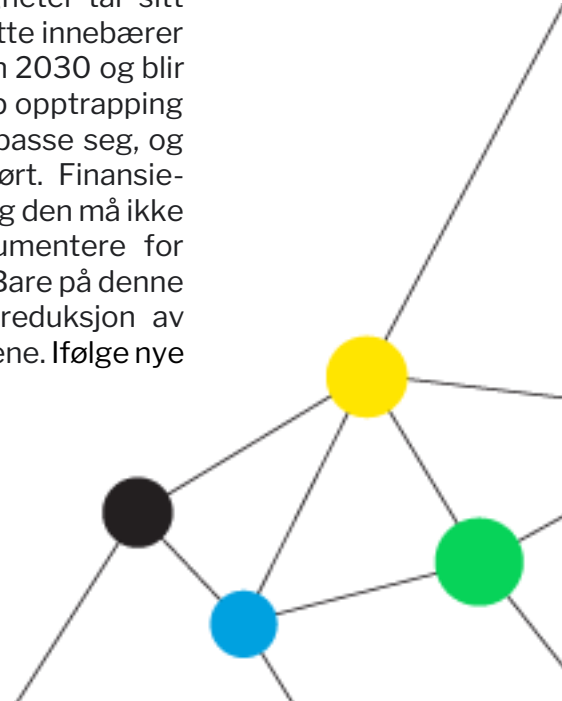 tte innebærer
n 2030 og blir
opptrapping
passe seg, og
ørt. Finansie-
g den må ikke
umentere for
Bare på denne
reduksjon av
ene. Ifølge nye